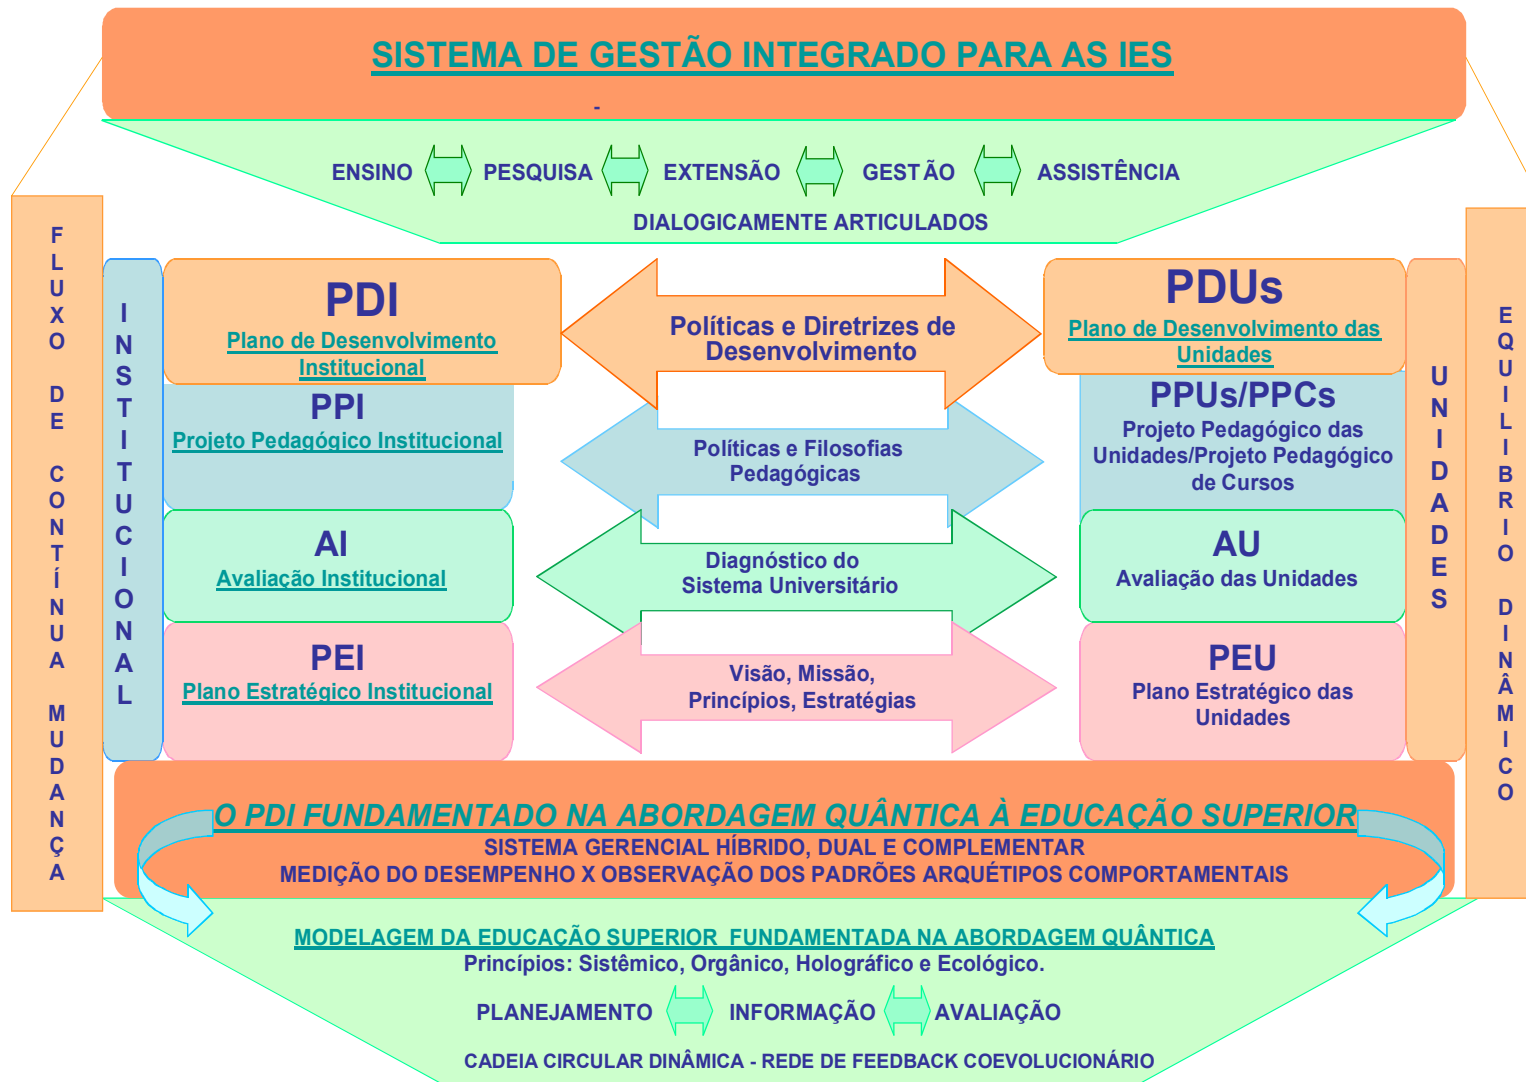 SISTEMA DE GESTÃO INTEGRADO PARA AS IES
-
ENSINO PESQUISA EXTENSÃO GESTÃO ASSISTÊNCIA
DIALOGICAMENTE ARTICULADOS
FLUXO DE CONTÍNUA MUDANÇA
INSTITUCIONAL
PDI
Plano de Desenvolvimento
Institucional
Políticas e Diretrizes de
Desenvolvimento
PDUs
Plano de Desenvolvimento das
Unidades
PPI
Projeto Pedagógico Institucional
Políticas e Filosofias
Pedagógicas
PPUs/PPCs
Projeto Pedagógico das
Unidades/Projeto Pedagógico
de Cursos
AI
Avaliação Institucional
Diagnóstico do
Sistema Universitário
AU
Avaliação das Unidades
PEI
Plano Estratégico Institucional
Visão, Missão,
Princípios, Estratégias
PEU
Plano Estratégico das
Unidades
UNIDADES
EQUILIBRIO DINÂMICO
O PDI FUNDAMENTADO NA ABORDAGEM QUÂNTICA À EDUCAÇÃO SUPERIOR
SISTEMA GERENCIAL HÍBRIDO, DUAL E COMPLEMENTAR
MEDIÇÃO DO DESEMPENHO X OBSERVAÇÃO DOS PADRÕES ARQUÉTIPOS COMPORTAMENTAIS
MODELAGEM DA EDUCAÇÃO SUPERIOR FUNDAMENTADA NA ABORDAGEM QUÂNTICA
Princípios: Sistêmico, Orgânico, Holográfico e Ecológico.
PLANEJAMENTO INFORMAÇÃO AVALIAÇÃO
CADEIA CIRCULAR DINÂMICA - REDE DE FEEDBACK COEVOLUCIONÁRIO